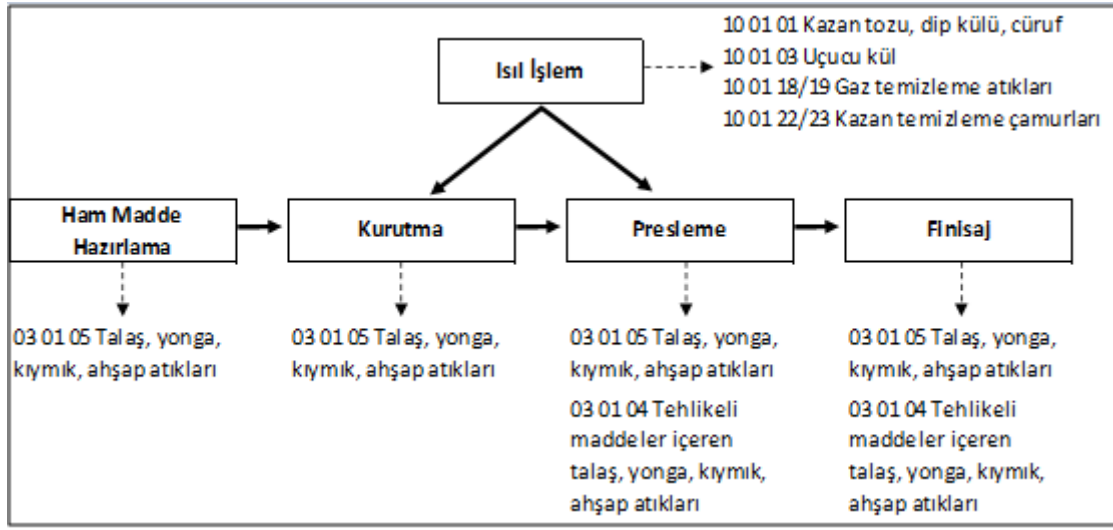 10 01 01 Kazan tozu, dip külü, cüruf
10 01 03 Uçucu kül
10 01 18/19 Gaz temizleme atıkları
10 01 22/23 Kazan temizleme çamurları
Isıl İşlem
Ham Madde
Hazırlama
Kurutma
Presleme
Finisaj
03 01 05 Talaş, yonga,
kıymık, ahşap atıkları
03 01 05 Talaş, yonga,
kıymık, ahşap atıkları
03 01 05 Talaş, yonga,
kıymık, ahşap atıkları
03 01 04 Tehlikeli
maddeler içeren
talaş, yonga, kıymık,
ahşap atıkları
03 01 05 Talaş, yonga,
kıymık, ahşap atıkları
03 01 04 Tehlikeli
maddeler içeren
talaş, yonga, kıymık,
ahşap atıkları